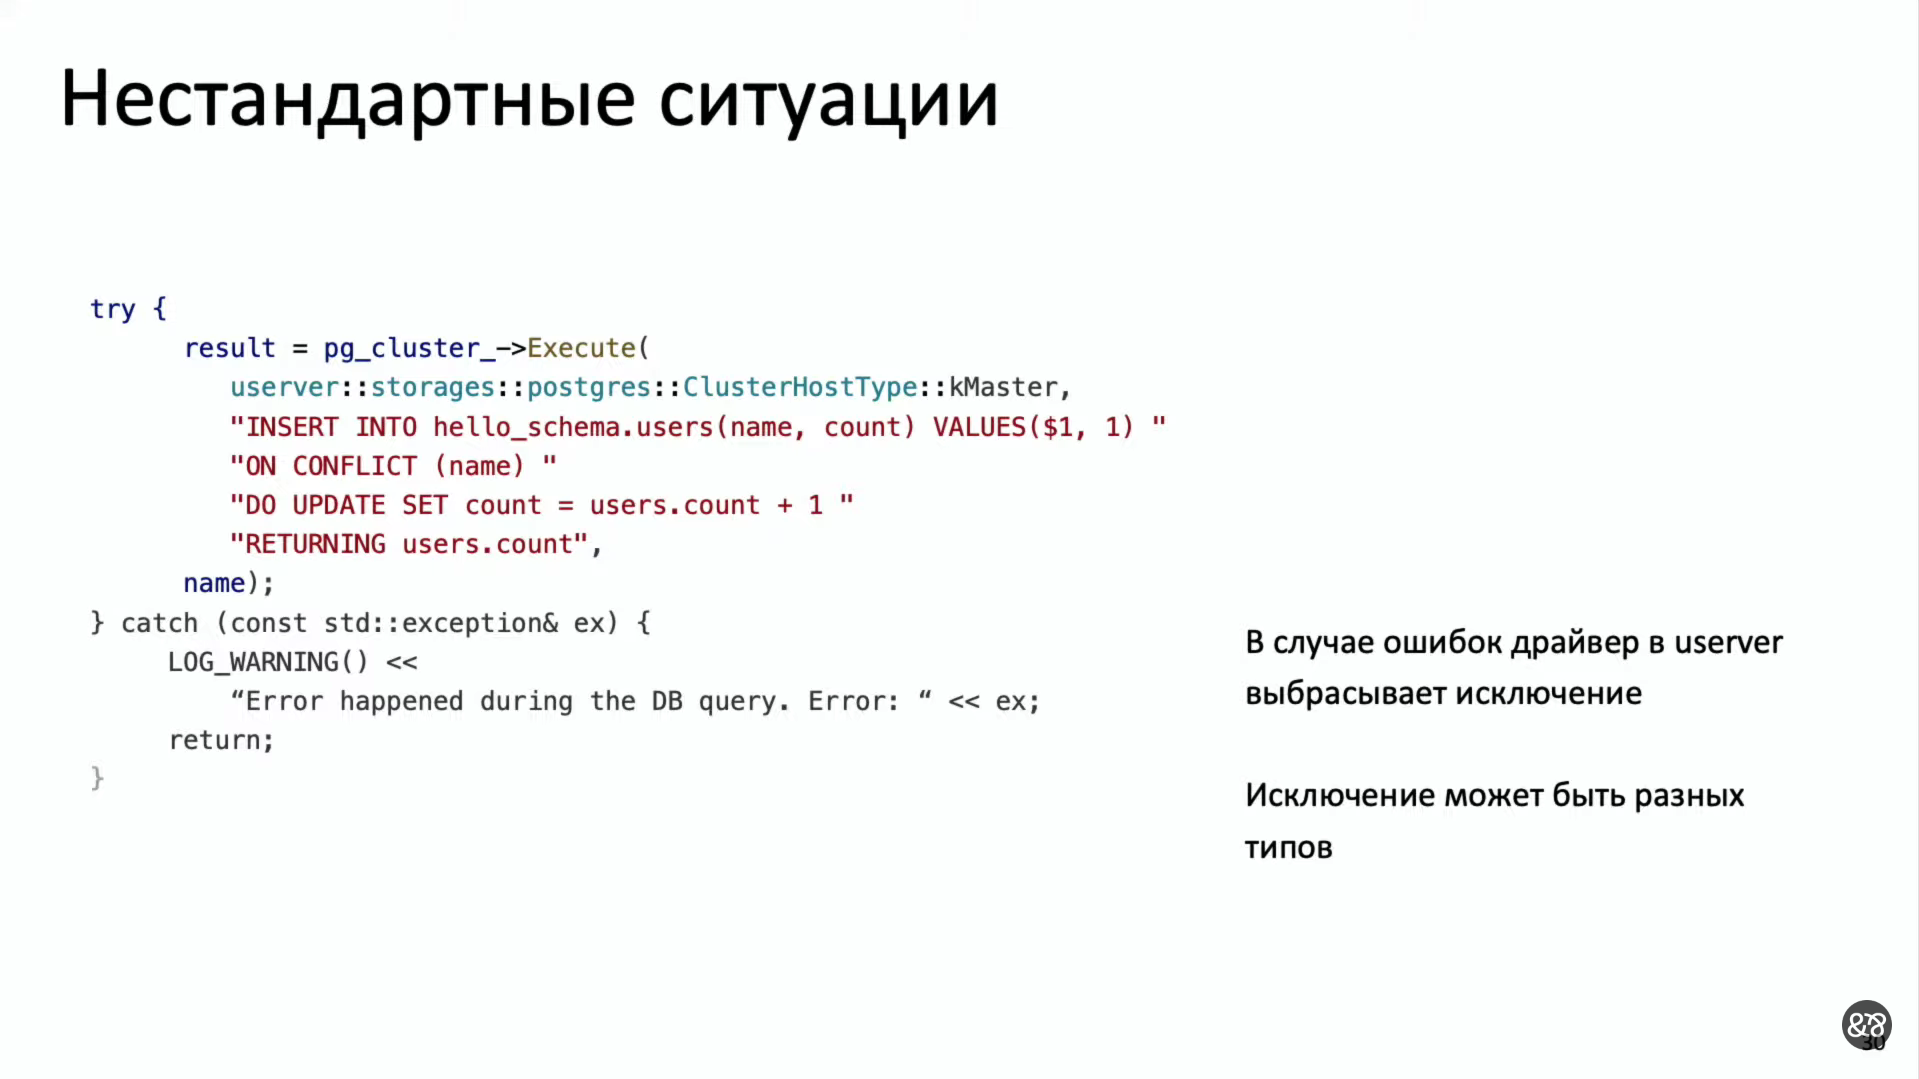 Нестандартные ситуации
try {
result = pg_cluster_->Execute(
userver::storages::postgres::ClusterHostType::kMaster,
"INSERT INTO hello_schema.users(name, count) VALUES($1, 1) "
"ON CONFLICT (name) "
"DO UPDATE SET count = users.count + 1 "
"RETURNING users.count",
name);
} catch (const std::exception& ex) {
LOG_WARNING() <<
“Error happened during the DB query. Error: “ << ex;
return;
}
В случае ошибок драйвер в userver
выбрасывает исключение
Исключение может быть разных
типов
30